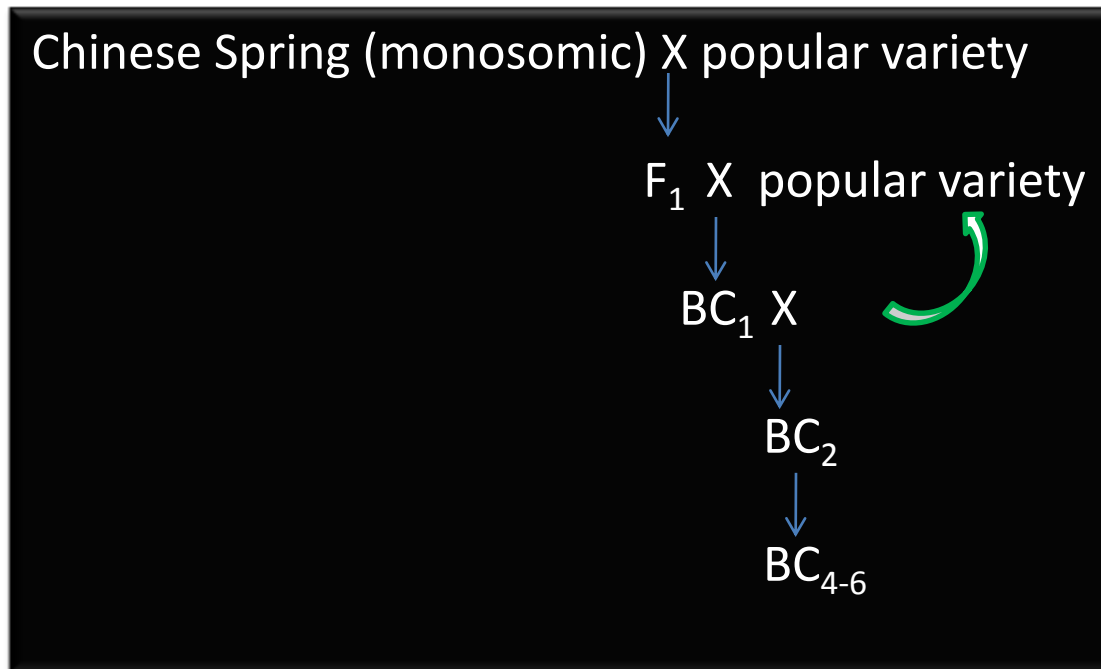 Chinese Spring (monosomic) X popular variety
F₁ X popular variety
BC₁ X
BC₂
BC₄₋₆